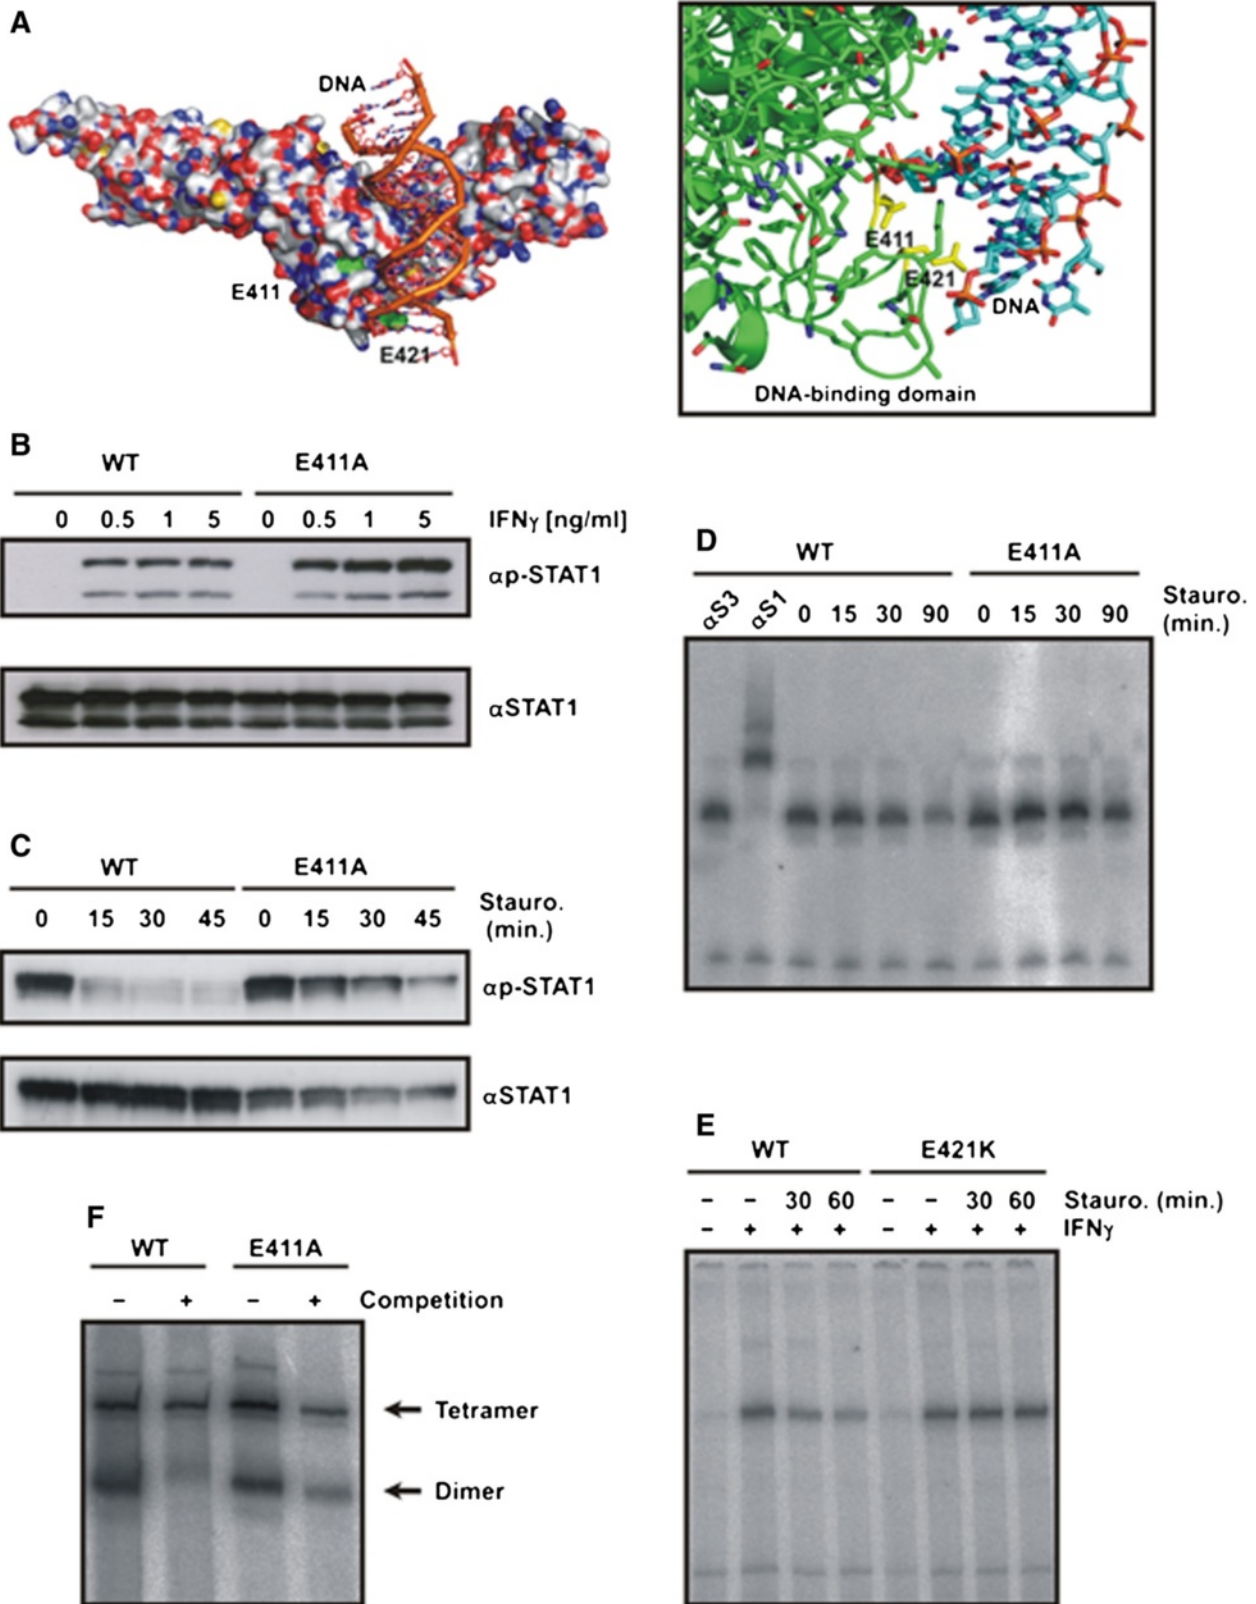 A
DNA
E411
E421
E411
E421
DNA
DNA-binding domain
B
WT E411A
0 0.5 1 5 0 0.5 1 5 IFNγ [ng/ml]
αp-STAT1
αSTAT1
C
WT E411A
0 15 30 45 0 15 30 45 Stauro. (min.)
αp-STAT1
αSTAT1
D
WT E411A
αS3 αS1 0 15 30 90 0 15 30 90 Stauro. (min.)
E
WT E421K
– – 30 60 – – 30 60 Stauro. (min.)
– + + + – + + + IFNγ
F
WT E411A
– + – + Competition
Tetramer
Dimer